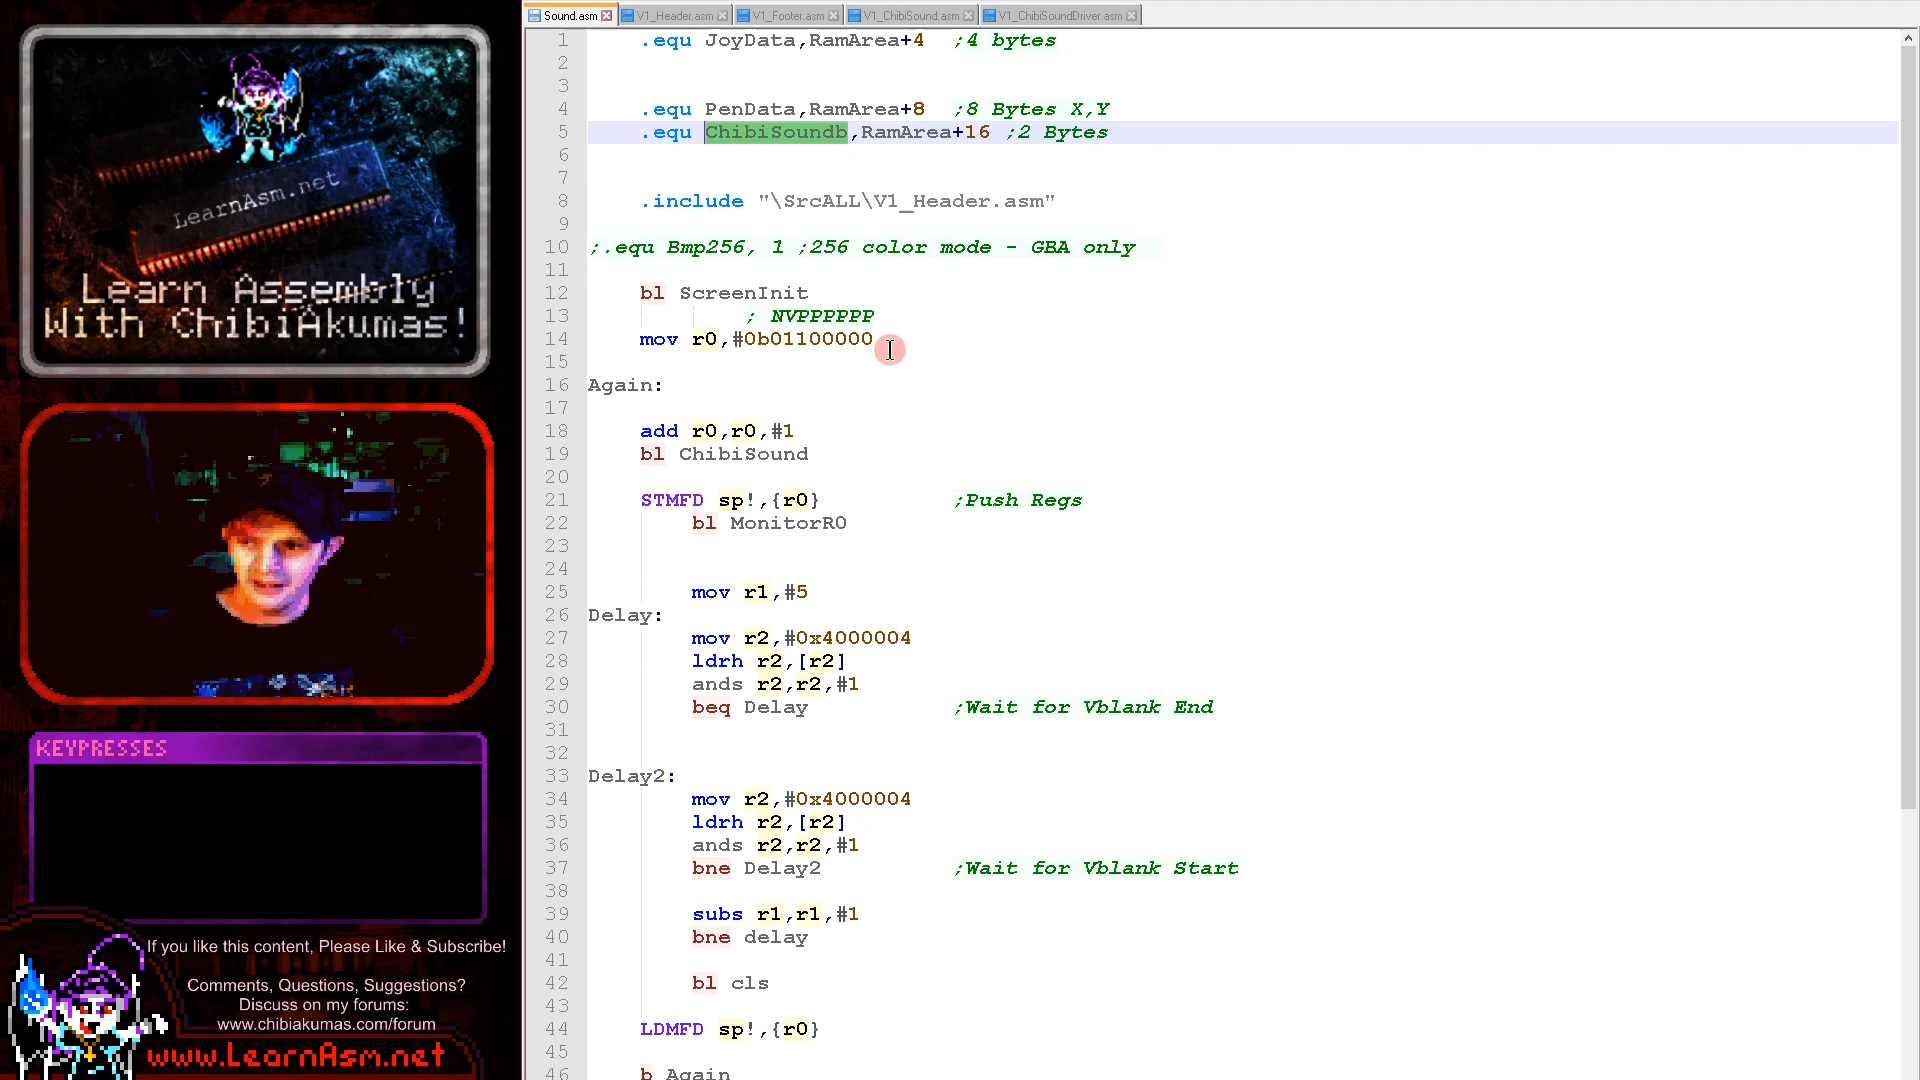 LearnAsm.net
Learn Assembly
With ChibiAkumas!
KEYPRESSES
If you like this content, Please Like & Subscribe!
Comments, Questions, Suggestions?
Discuss on my forums:
www.chibiakumas.com/forum
www.LearnAsm.net
Sound.asm V1_Header.asm V1_Footer.asm V1_ChibiSound.asm V1_ChibiSoundDriver.asm
1 .equ JoyData,RamArea+4 ;4 bytes
2
3
4 .equ PenData,RamArea+8 ;8 Bytes X,Y
5 .equ ChibiSoundb,RamArea+16 ;2 Bytes
6
7
8 .include "\SrcALL\V1_Header.asm"
9
10 ;.equ Bmp256, 1 ;256 color mode - GBA only
11
12 bl ScreenInit
13 ; NVPPPPPP
14 mov r0,#0b01100000
15
16 Again:
17
18 add r0,r0,#1
19 bl ChibiSound
20
21 STMFD sp!,{r0} ;Push Regs
22 bl MonitorR0
23
24
25 mov r1,#5
26 Delay:
27 mov r2,#0x4000004
28 ldrh r2,[r2]
29 ands r2,r2,#1
30 beq Delay ;Wait for Vblank End
31
32
33 Delay2:
34 mov r2,#0x4000004
35 ldrh r2,[r2]
36 ands r2,r2,#1
37 bne Delay2 ;Wait for Vblank Start
38
39 subs r1,r1,#1
40 bne delay
41
42 bl cls
43
44 LDMFD sp!,{r0}
45
46 b Again